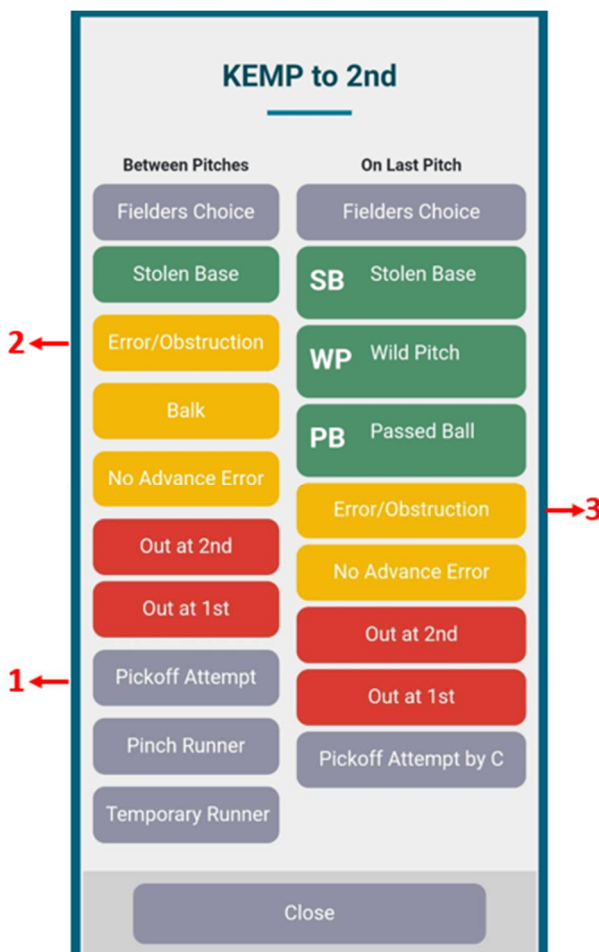 KEMP to 2nd
Between Pitches
Fielders Choice
Stolen Base
2
Error/Obstruction
Balk
No Advance Error
Out at 2nd
Out at 1st
1
Pickoff Attempt
Pinch Runner
Temporary Runner
On Last Pitch
Fielders Choice
SB Stolen Base
WP Wild Pitch
PB Passed Ball
Error/Obstruction
3
No Advance Error
Out at 2nd
Out at 1st
Pickoff Attempt by C
Close